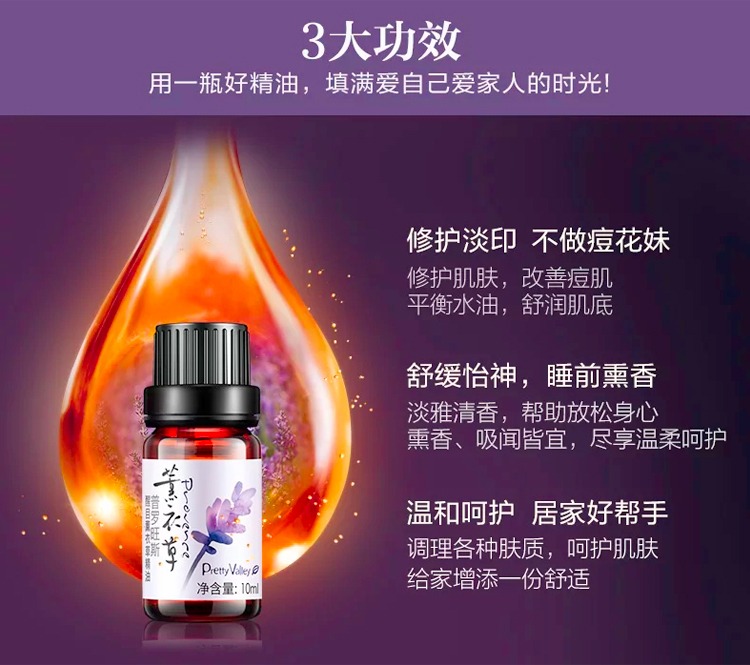 3大功效
用一瓶好精油，填满爱自己爱家人的时光!
修护淡印 不做痘花妹
修护肌肤，改善痘肌
平衡水油，舒润肌底
舒缓怡神，睡前熏香
淡雅清香，帮助放松身心
熏香、吸闻皆宜，尽享温柔呵护
温和呵护 居家好帮手
调理各种肤质，呵护肌肤
给家增添一份舒适
薰衣草
Provence
普罗旺斯
Pretty Valley
净含量: 10ml